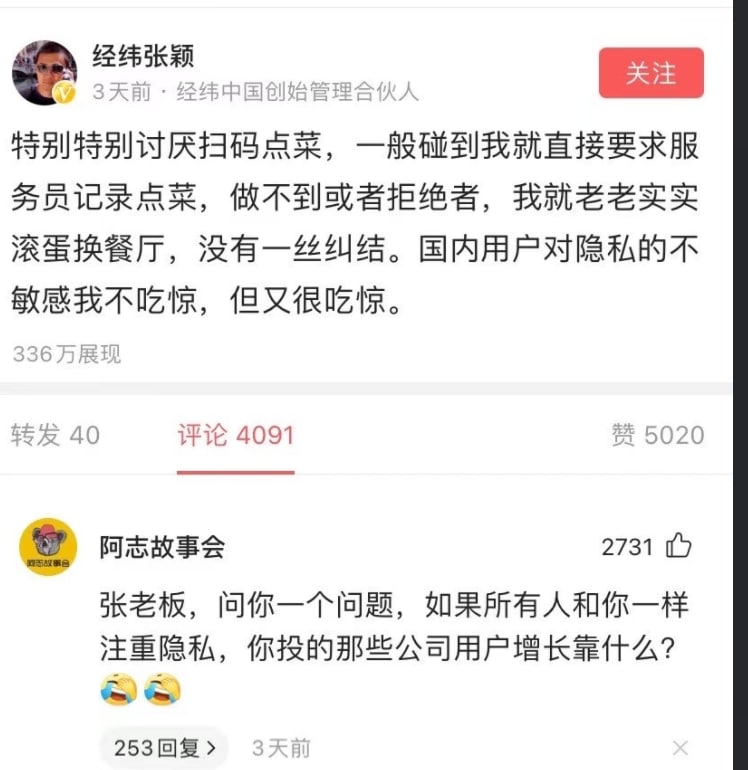 经纬张颖
3天前 · 经纬中国创始管理合伙人
关注
特别特别讨厌扫码点菜，一般碰到我就直接要求服
务员记录点菜，做不到或者拒绝者，我就老老实实
滚蛋换餐厅，没有一丝纠结。国内用户对隐私的不
敏感我不吃惊，但又很吃惊。
336万展现
转发 40
评论 4091
赞 5020
阿志故事会
阿志故事会
2731
张老板，问你一个问题，如果所有人和你一样
注重隐私，你投的那些公司用户增长靠什么？
253回复
3天前